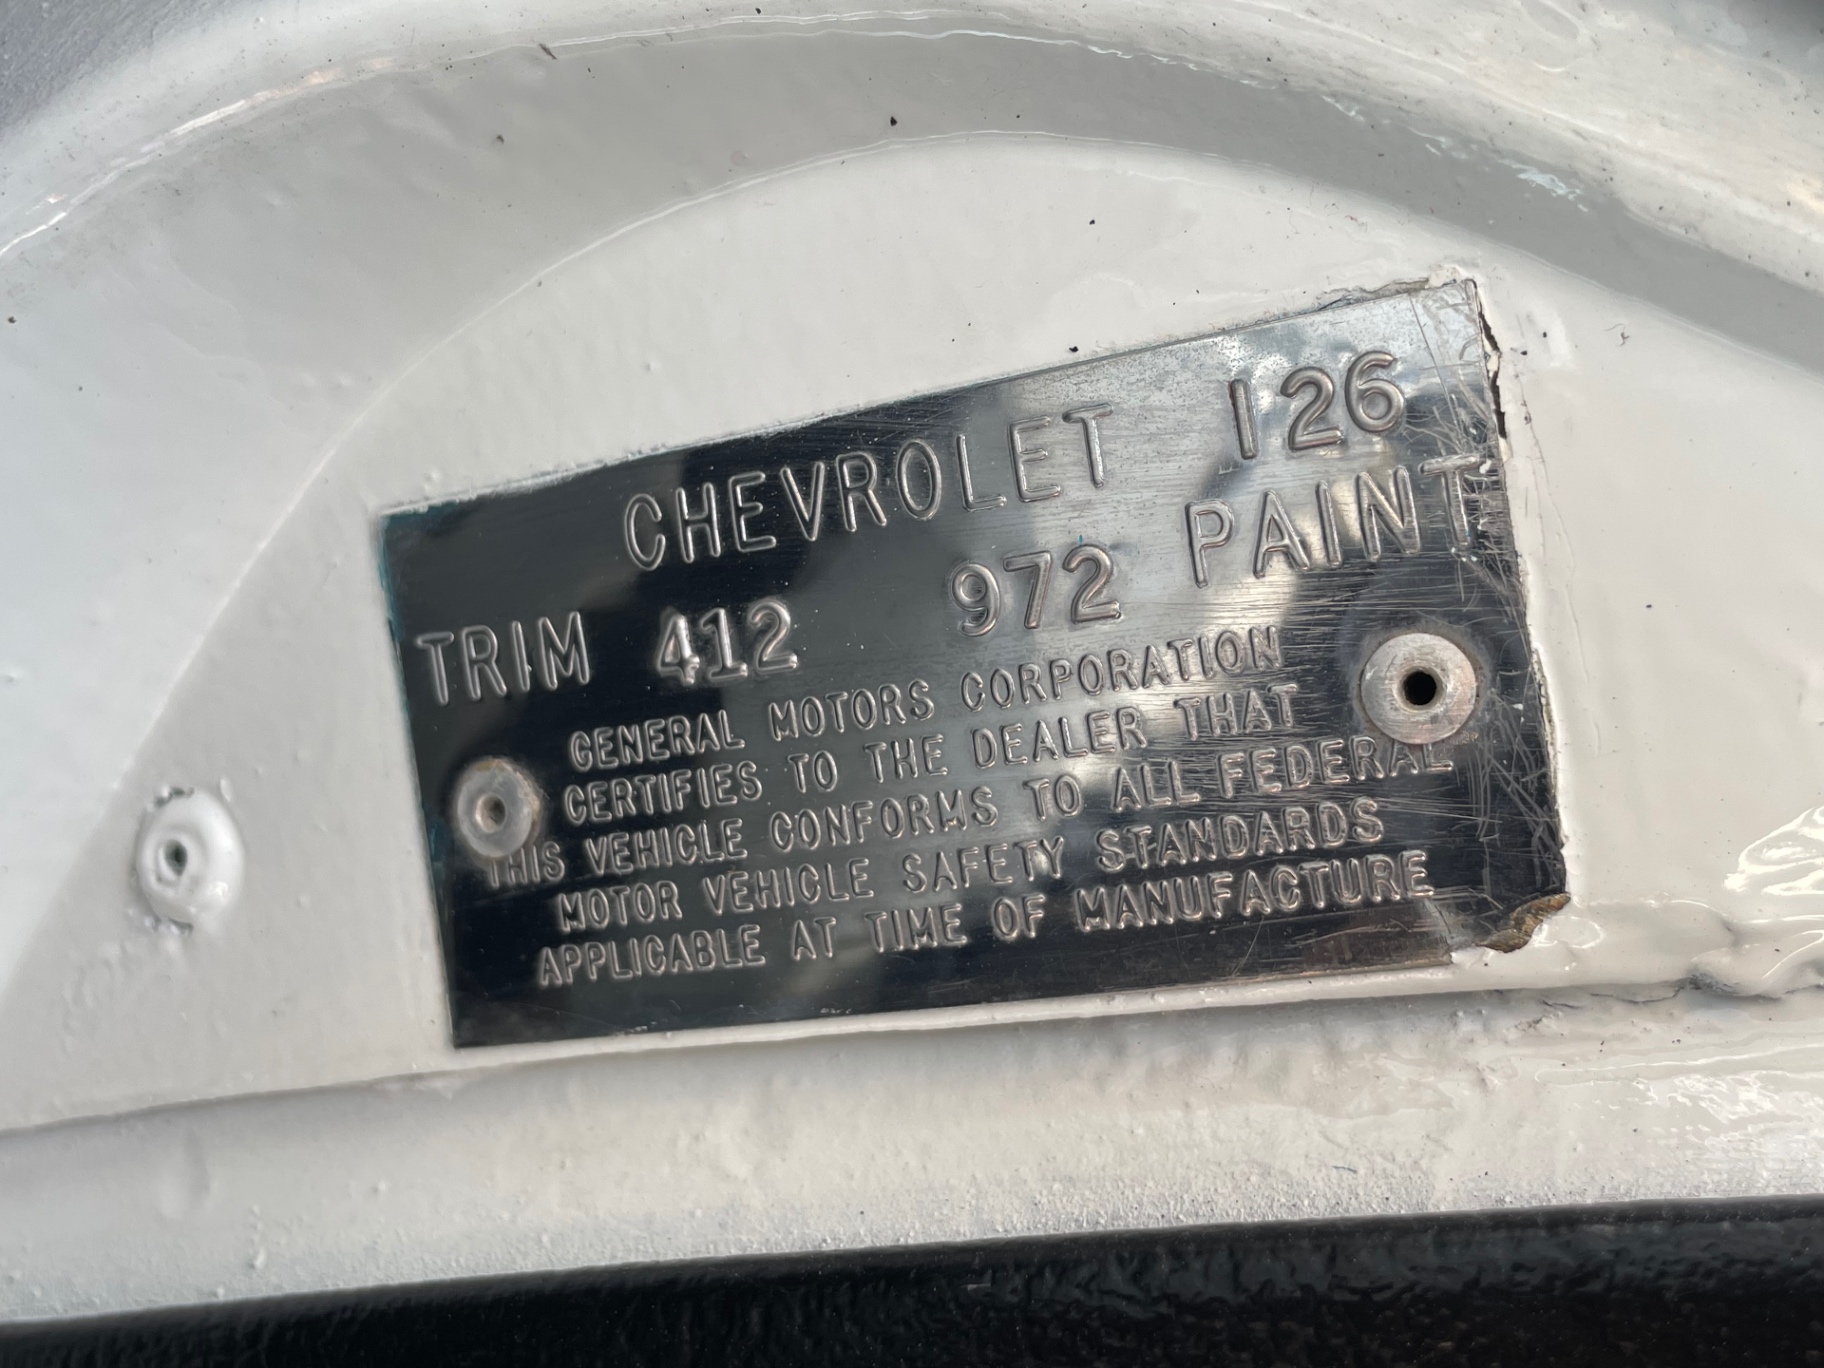 CHEVROLET 126
TRIM 412 972 PAINT
GENERAL MOTORS CORPORATION
CERTIFIES TO THE DEALER THAT
THIS VEHICLE CONFORMS TO ALL FEDERAL
MOTOR VEHICLE SAFETY STANDARDS
APPLICABLE AT TIME OF MANUFACTURE